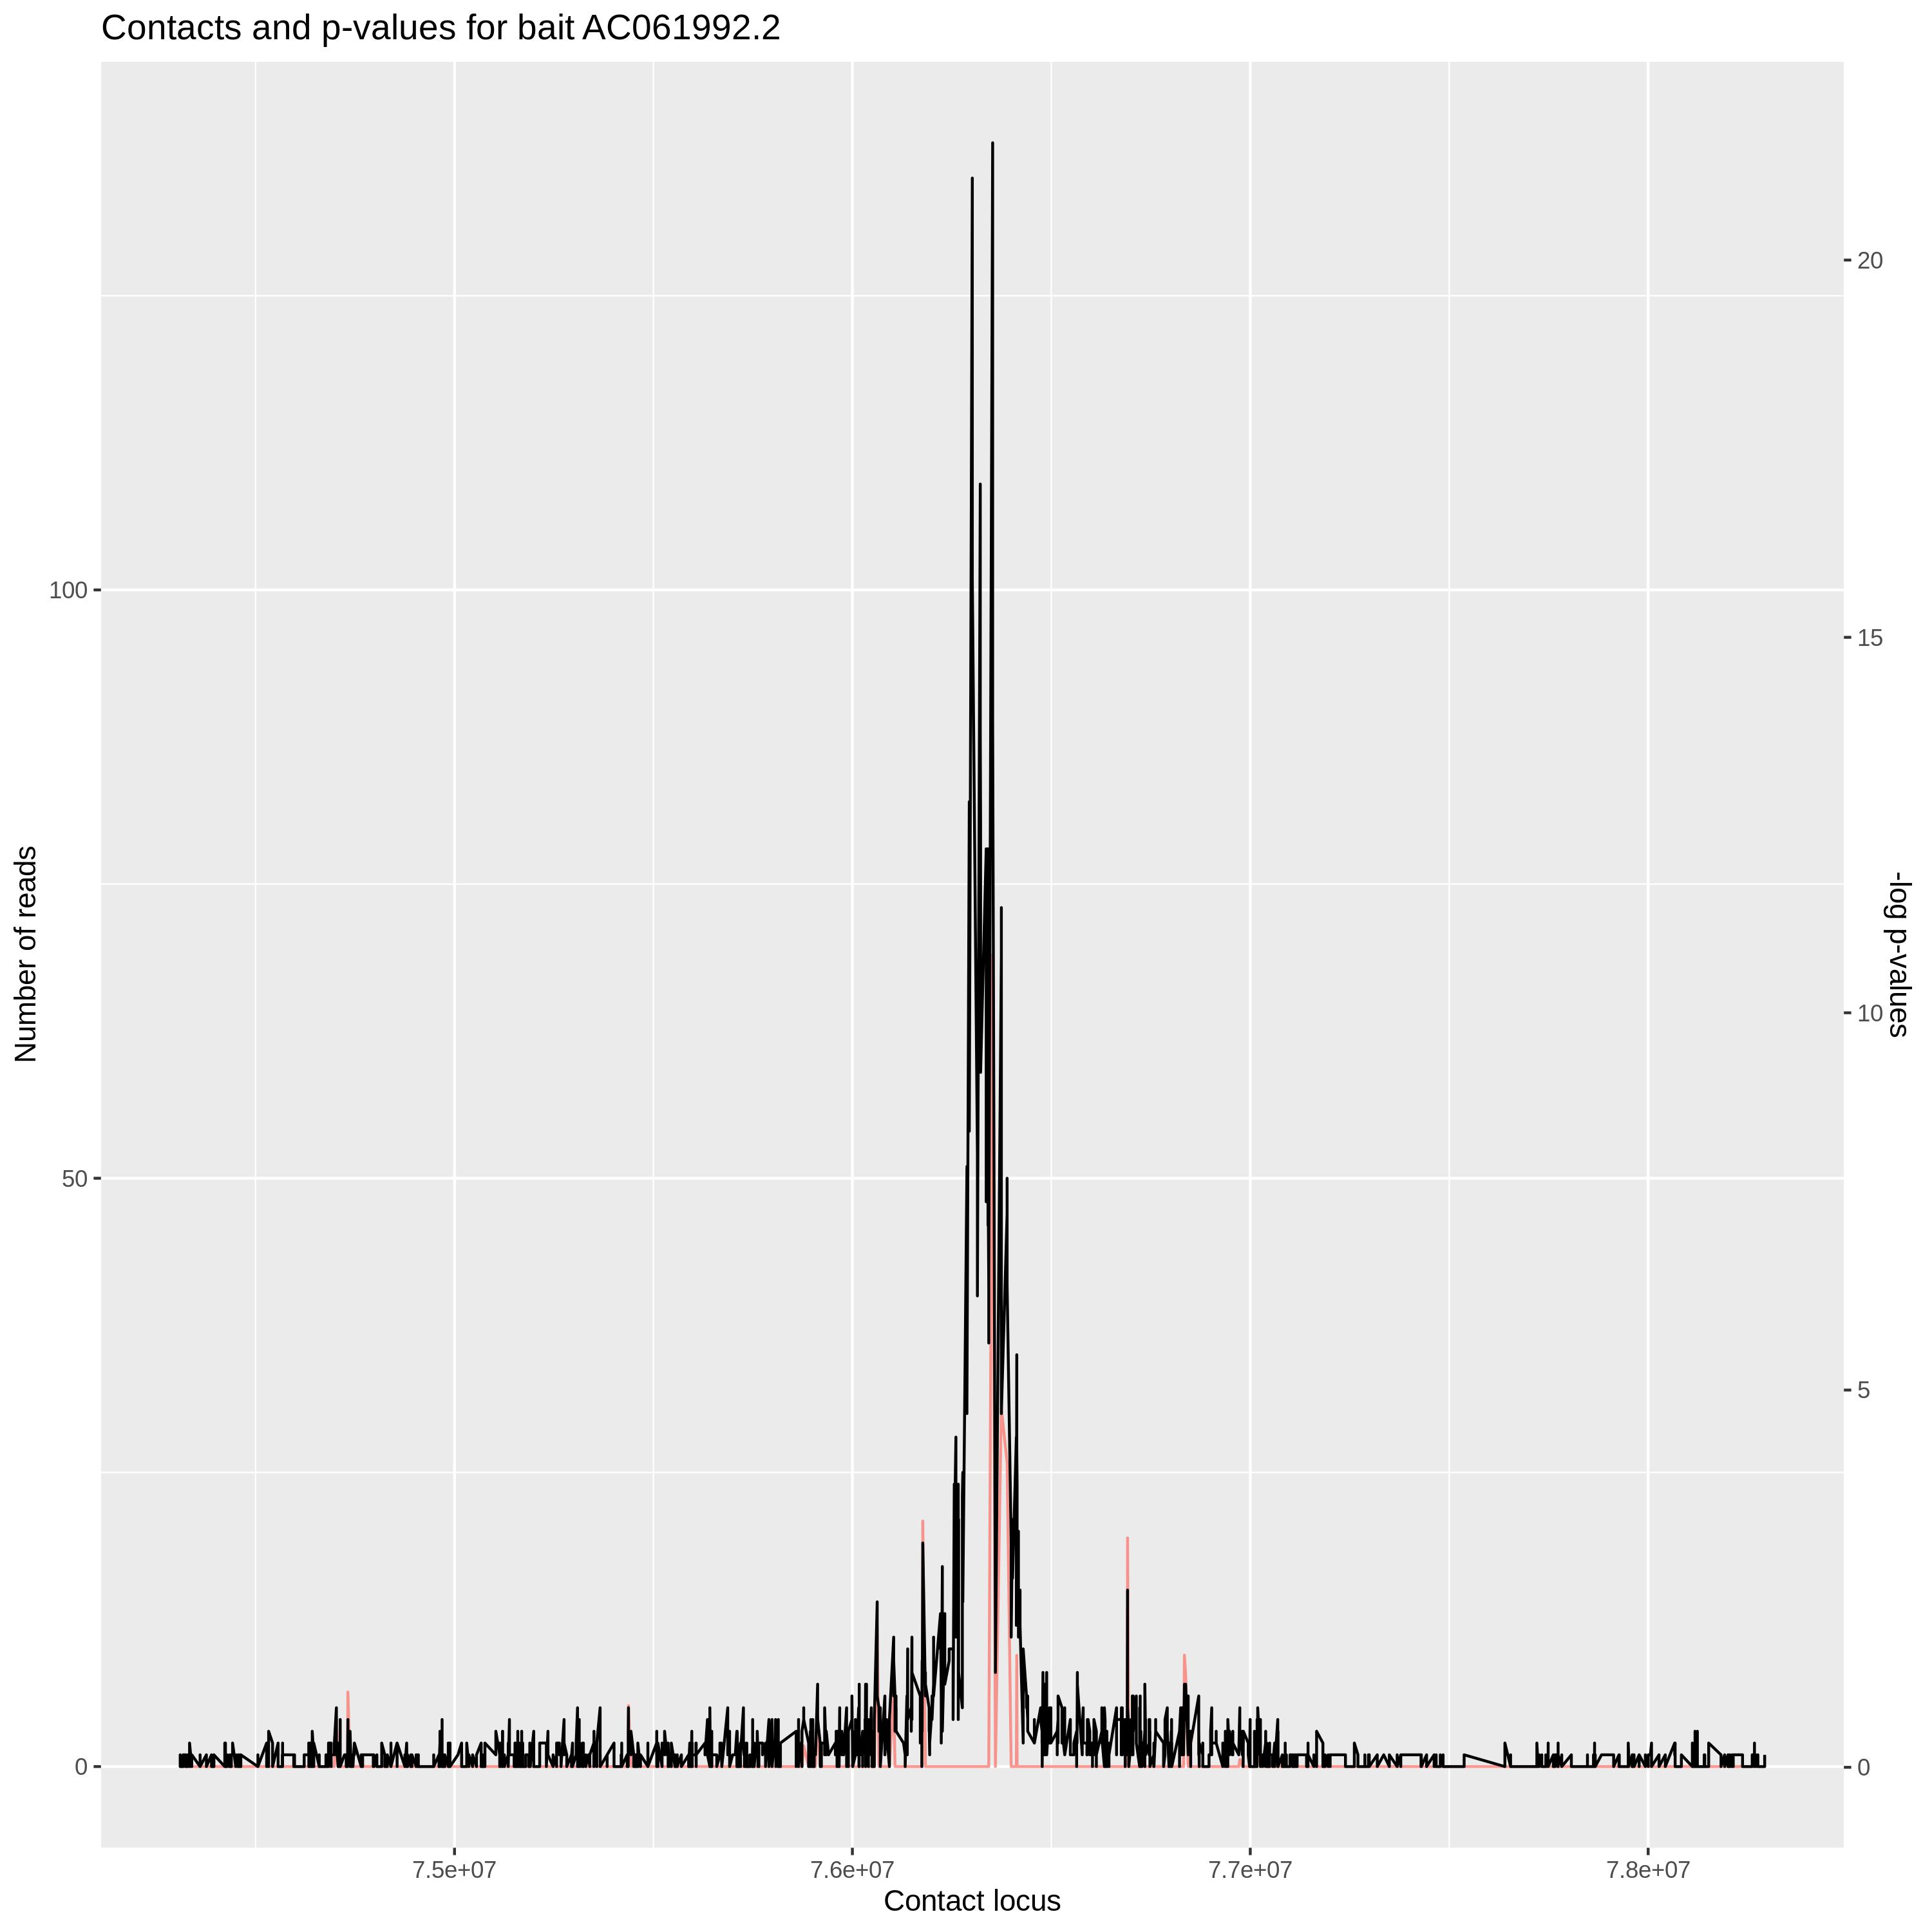 Contacts and p-values for bait AC061992.2
Number of reads
100
50
0
20
15
10
5
0
-log p-values
7.5e+07
7.6e+07
7.7e+07
7.8e+07
Contact locus